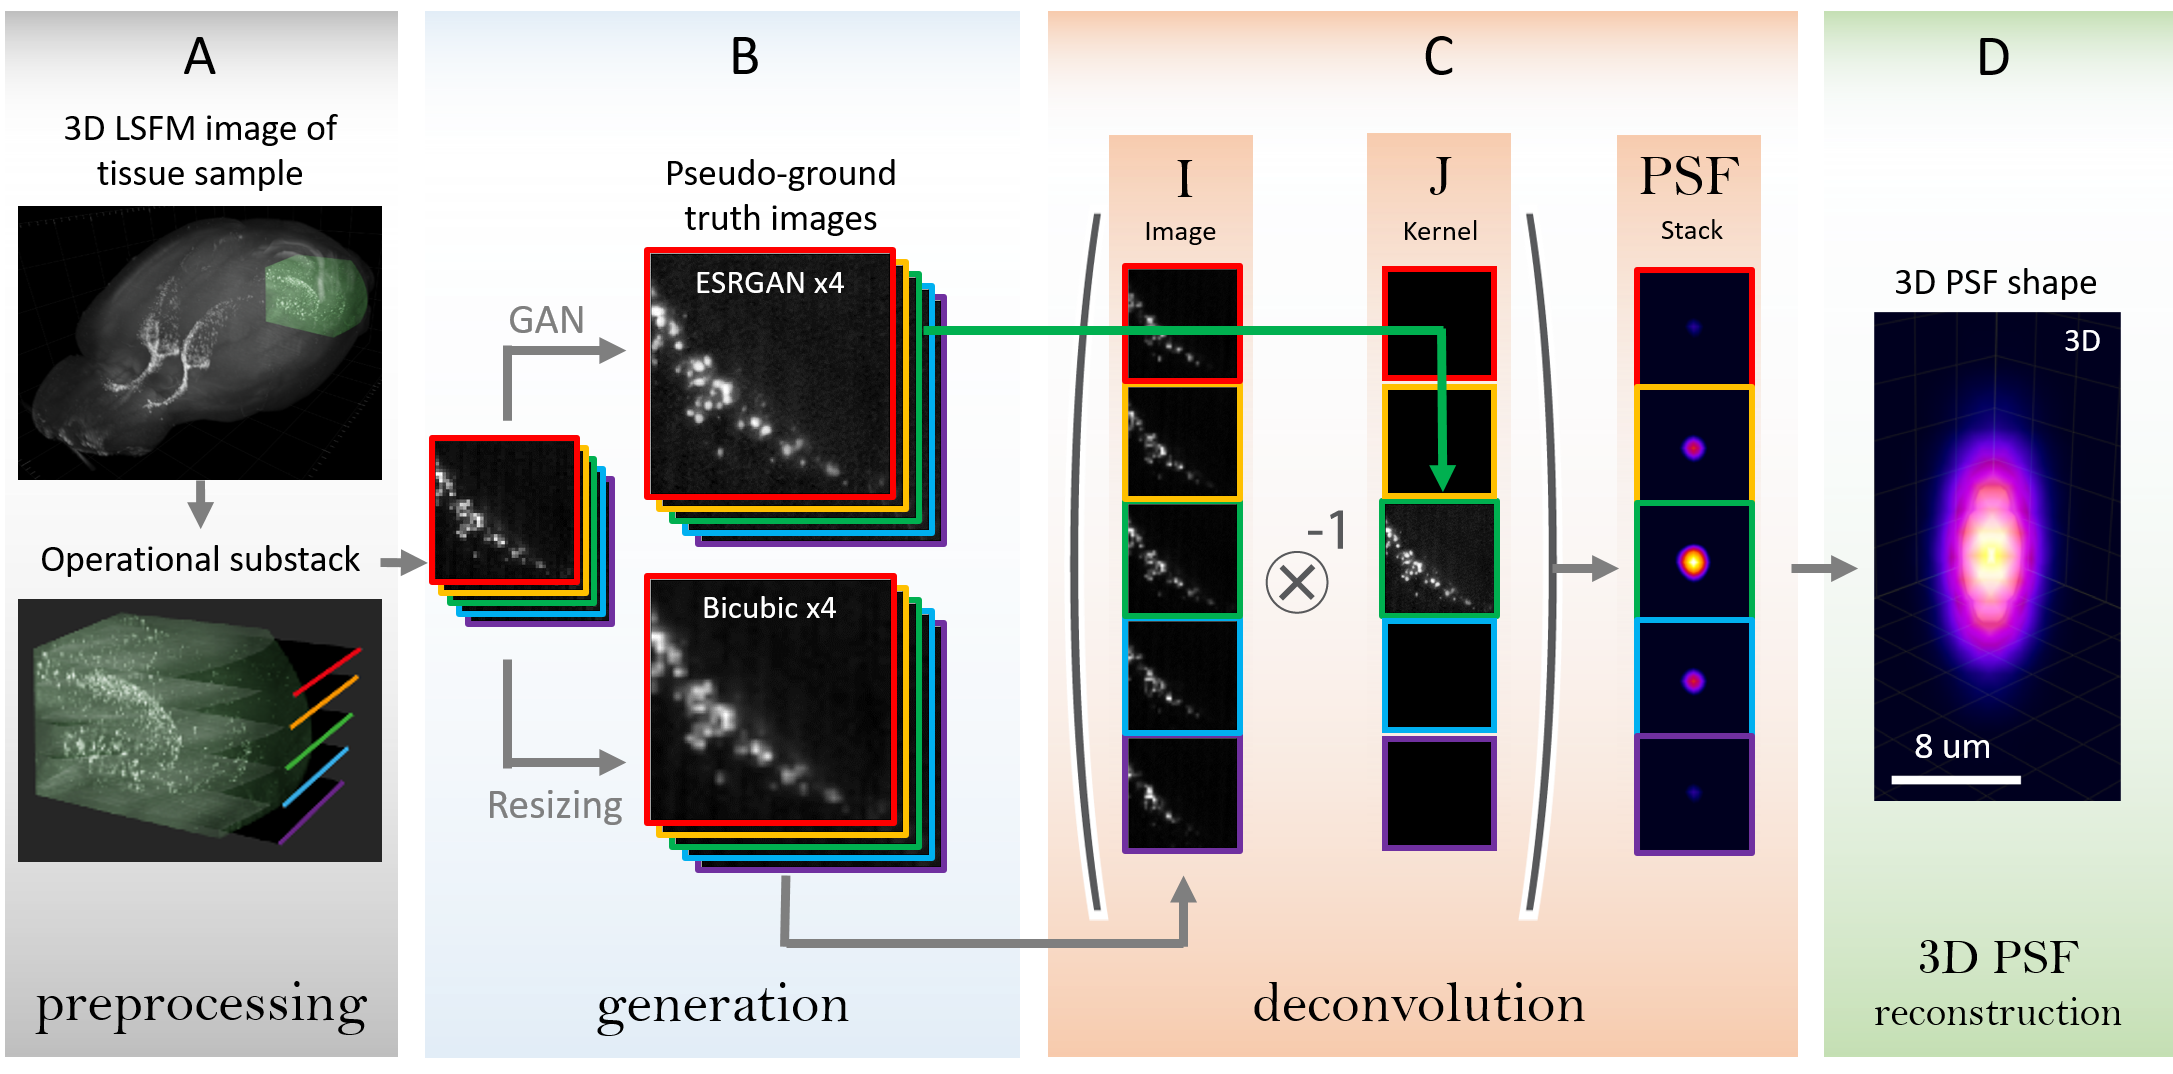 A
3D LSFM image of
tissue sample
Operational substack
preprocessing
B
Pseudo-ground
truth images
GAN
ESRGAN x4
Bicubic x4
Resizing
generation
C
I
Image
-1
J
Kernel
PSF
Stack
deconvolution
D
3D PSF shape
3D
8 um
3D PSF
reconstruction